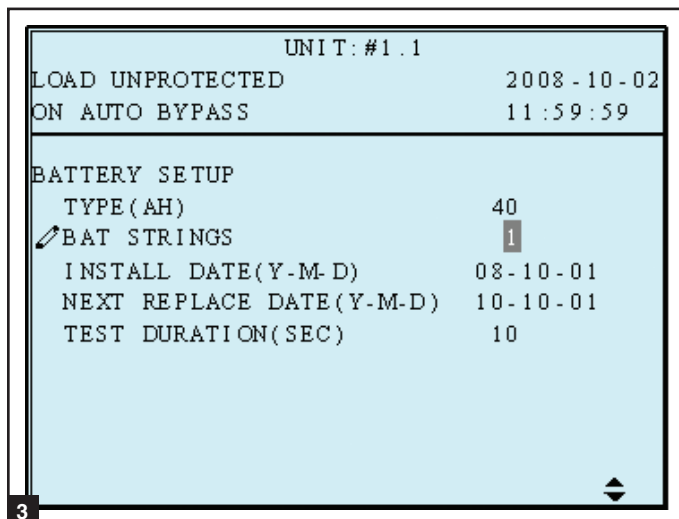 UNIT:#1.1
LOAD UNPROTECTED 2008-10-02
ON AUTO BYPASS 11:59:59
BATTERY SETUP
TYPE(AH) 40
BAT STRINGS 1
INSTALL DATE(Y-M-D) 08-10-01
NEXT REPLACE DATE(Y-M-D) 10-10-01
TEST DURATION(SEC) 10
3